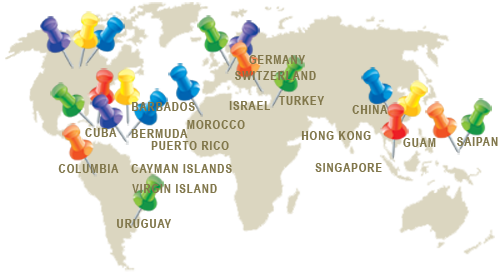 GERMANY
SWITZERLAND
BARBADOS
ISRAEL
TURKEY
CHINA
MOROCCO
CUBA
BERMUDA
HONG KONG
GUAM
SAIPAN
PUERTO RICO
COLUMBIA
CAYMAN ISLANDS
SINGAPORE
VIRGIN ISLAND
URUGUAY